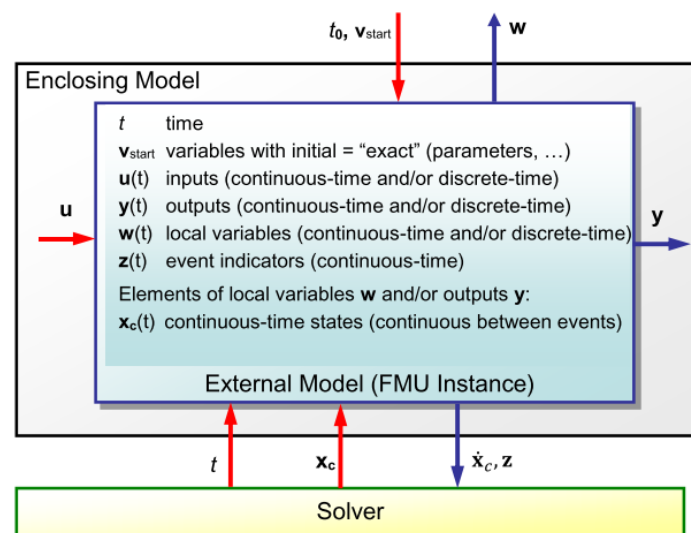 t0, vstart
w
Enclosing Model
t time
vstart variables with initial = “exact” (parameters, …)
u(t) inputs (continuous-time and/or discrete-time)
u
y(t) outputs (continuous-time and/or discrete-time)
y
w(t) local variables (continuous-time and/or discrete-time)
z(t) event indicators (continuous-time)
Elements of local variables w and/or outputs y:
xc(t) continuous-time states (continuous between events)
External Model (FMU Instance)
t
xc
ẋc, z
Solver